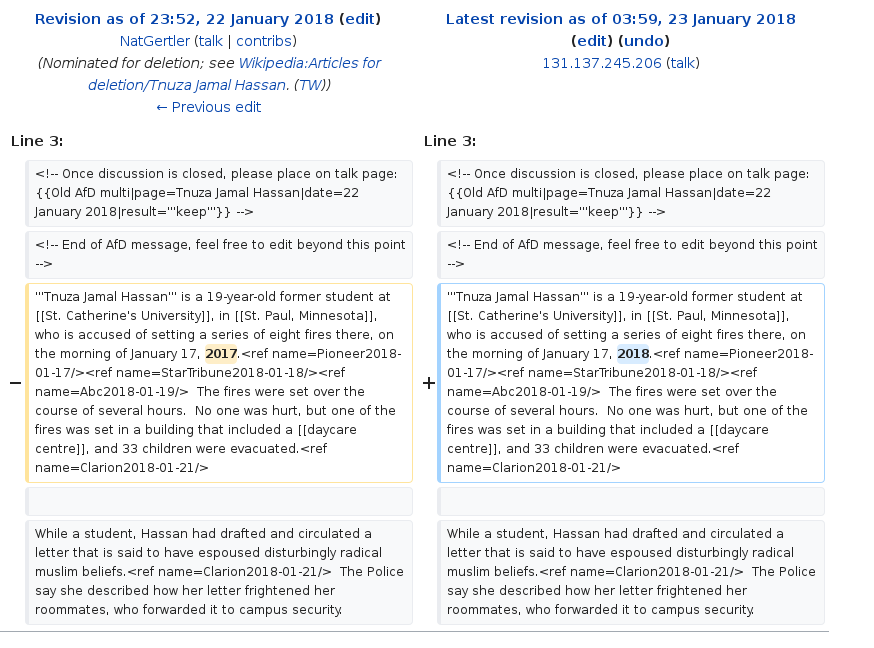 Revision as of 23:52, 22 January 2018 (edit)
NatGertler (talk | contribs)
(Nominated for deletion; see Wikipedia:Articles for
deletion/Tnuza Jamal Hassan. (TW))
← Previous edit
Latest revision as of 03:59, 23 January 2018
(edit) (undo)
131.137.245.206 (talk)
Line 3:
Line 3:
<!-- Once discussion is closed, please place on talk page:
{{Old AfD multi|page=Tnuza Jamal Hassan|date=22
January 2018|result='''keep'''}} -->
<!-- Once discussion is closed, please place on talk page:
{{Old AfD multi|page=Tnuza Jamal Hassan|date=22
January 2018|result='''keep'''}} -->
<!-- End of AfD message, feel free to edit beyond this point
-->
<!-- End of AfD message, feel free to edit beyond this point
-->
−
'''Tnuza Jamal Hassan''' is a 19-year-old former student at
[[St. Catherine's University]], in [[St. Paul, Minnesota]],
who is accused of setting a series of eight fires there, on
the morning of January 17, 2017.<ref name=Pioneer2018-
01-17/><ref name=StarTribune2018-01-18/><ref
name=Abc2018-01-19/>  The fires were set over the
course of several hours.  No one was hurt, but one of the
fires was set in a building that included a [[daycare
centre]], and 33 children were evacuated.<ref
name=Clarion2018-01-21/>
+
'''Tnuza Jamal Hassan''' is a 19-year-old former student at
[[St. Catherine's University]], in [[St. Paul, Minnesota]],
who is accused of setting a series of eight fires there, on
the morning of January 17, 2018.<ref name=Pioneer2018-
01-17/><ref name=StarTribune2018-01-18/><ref
name=Abc2018-01-19/>  The fires were set over the
course of several hours.  No one was hurt, but one of the
fires was set in a building that included a [[daycare
centre]], and 33 children were evacuated.<ref
name=Clarion2018-01-21/>
While a student, Hassan had drafted and circulated a
letter that is said to have espoused disturbingly radical
muslim beliefs.<ref name=Clarion2018-01-21/>  The Police
say she described how her letter frightened her
roommates, who forwarded it to campus security.
While a student, Hassan had drafted and circulated a
letter that is said to have espoused disturbingly radical
muslim beliefs.<ref name=Clarion2018-01-21/>  The Police
say she described how her letter frightened her
roommates, who forwarded it to campus security.